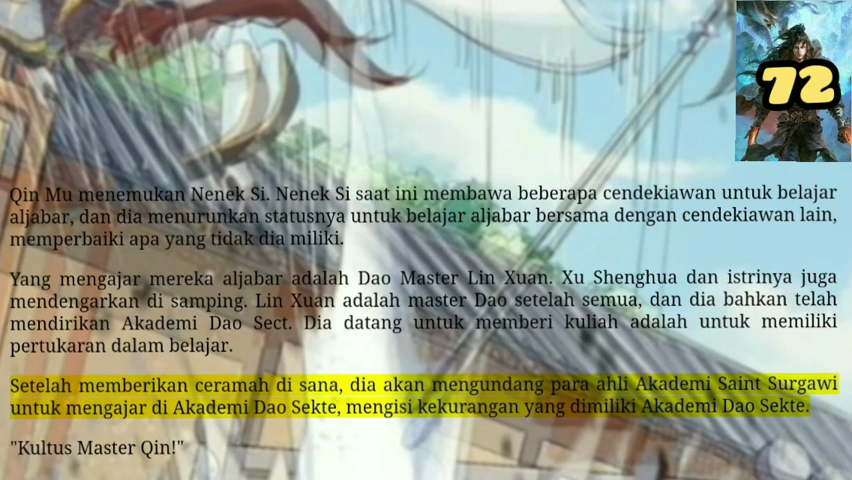 72
Qin Mu menemukan Nenek Si. Nenek Si saat ini membawa beberapa cendekiawan untuk belajar
aljabar, dan dia menurunkan statusnya untuk belajar aljabar bersama dengan cendekiawan lain,
memperbaiki apa yang tidak dia miliki.
Yang mengajar mereka aljabar adalah Dao Master Lin Xuan. Xu Shenghua dan istrinya juga
mendengarkan di samping. Lin Xuan adalah master Dao setelah semua, dan dia bahkan telah
mendirikan Akademi Dao Sect. Dia datang untuk memberi kuliah adalah untuk memiliki
pertukaran dalam belajar.
Setelah memberikan ceramah di sana, dia akan mengundang para ahli Akademi Saint Surgawi
untuk mengajar di Akademi Dao Sekte, mengisi kekurangan yang dimiliki Akademi Dao Sekte.
"Kultus Master Qin!"